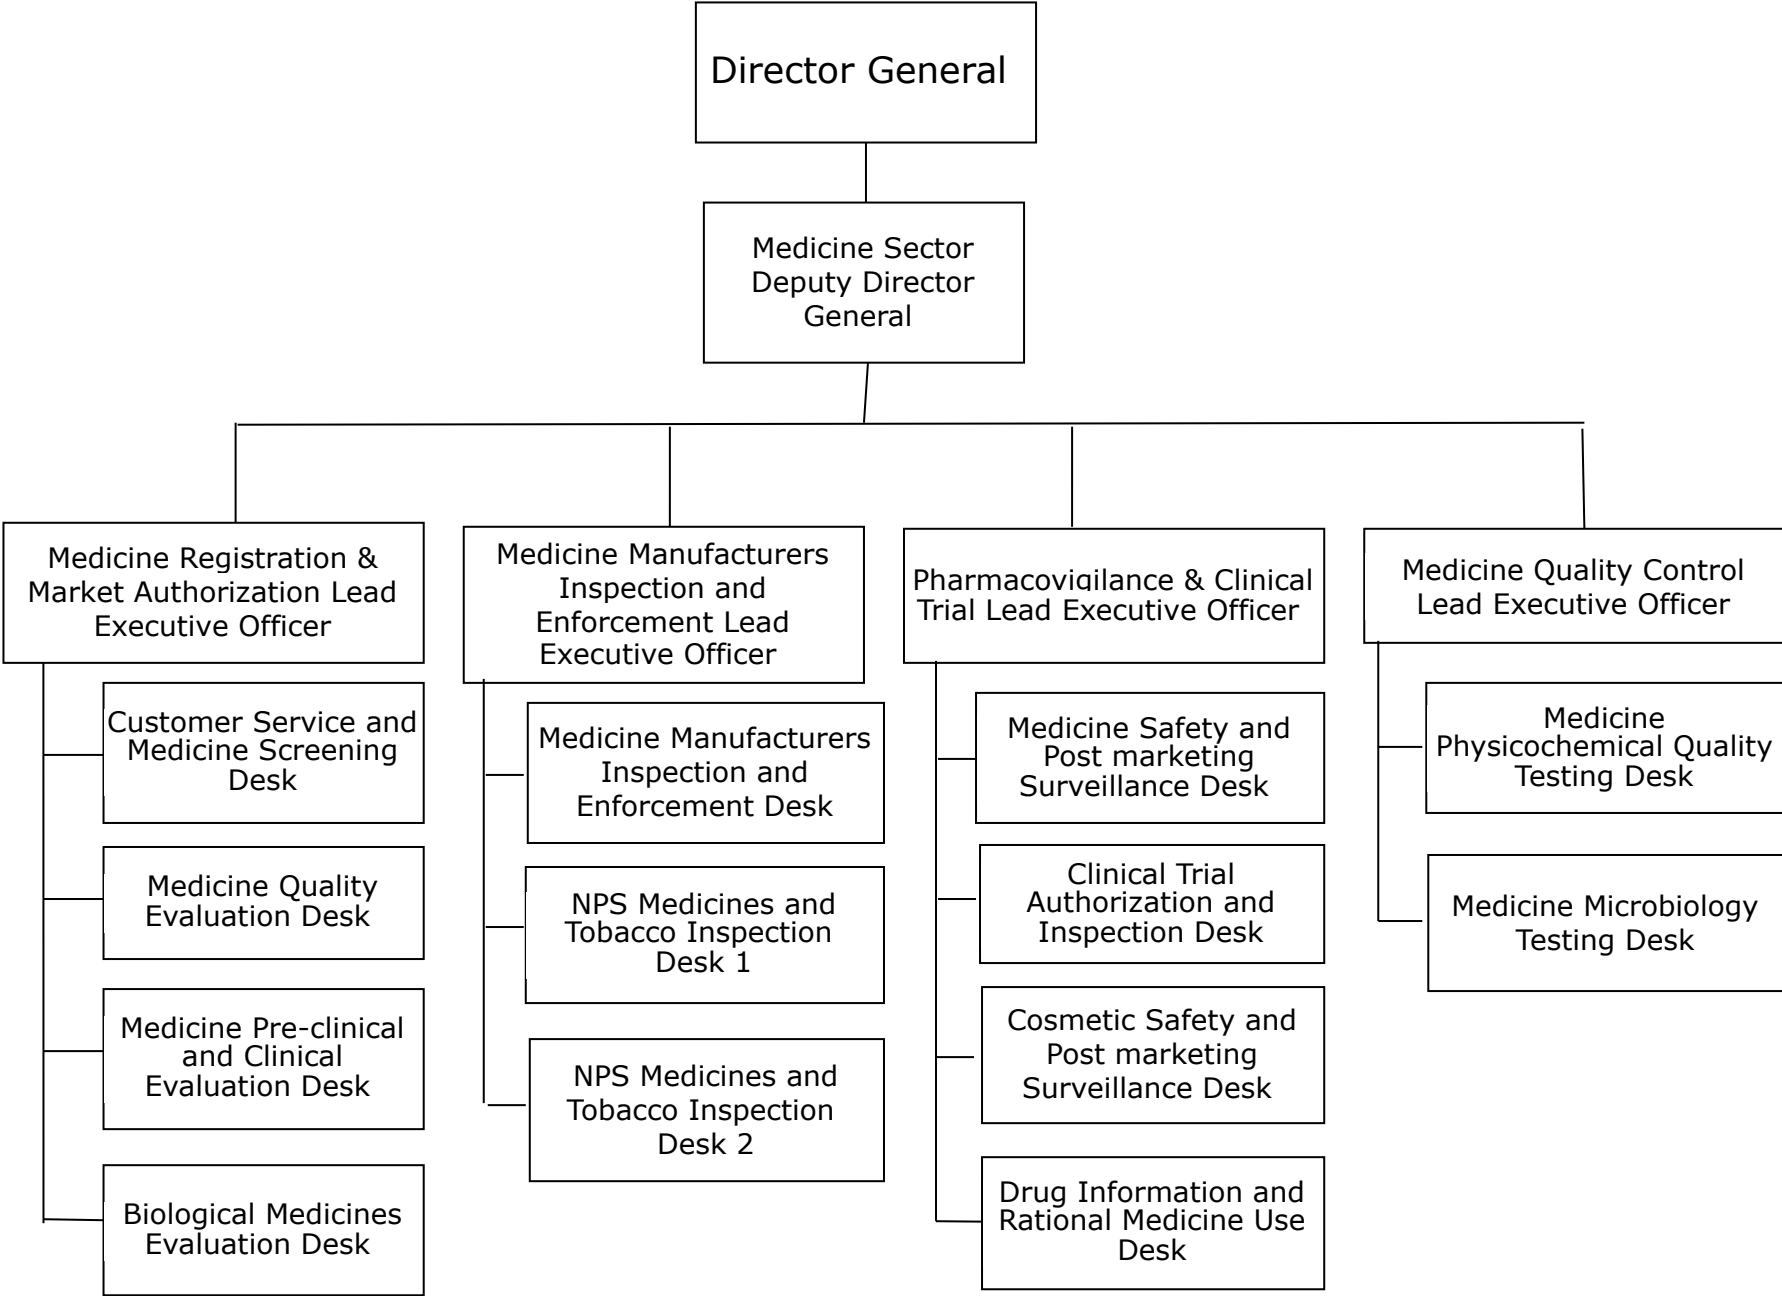 Director General
Medicine Sector
Deputy Director
General
Medicine Registration &
Market Authorization Lead
Executive Officer
Customer Service and
Medicine Screening
Desk
Medicine Quality
Evaluation Desk
Medicine Pre-clinical
and Clinical
Evaluation Desk
Biological Medicines
Evaluation Desk
Medicine Manufacturers
Inspection and
Enforcement Lead
Executive Officer
Medicine Manufacturers
Inspection and
Enforcement Desk
NPS Medicines and
Tobacco Inspection
Desk 1
NPS Medicines and
Tobacco Inspection
Desk 2
Pharmacovigilance & Clinical
Trial Lead Executive Officer
Medicine Safety and
Post marketing
Surveillance Desk
Clinical Trial
Authorization and
Inspection Desk
Cosmetic Safety and
Post marketing
Surveillance Desk
Drug Information and
Rational Medicine Use
Desk
Medicine Quality Control
Lead Executive Officer
Medicine
Physicochemical Quality
Testing Desk
Medicine Microbiology
Testing Desk